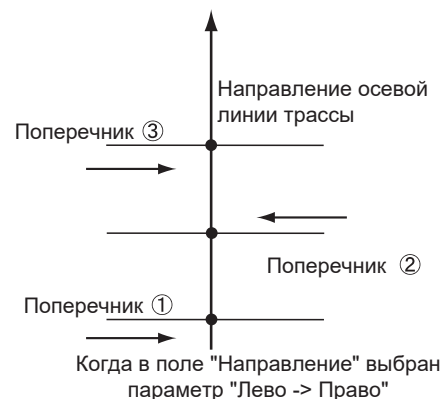 Направление осевой
линии трассы
Поперечник ③
Поперечник ②
Поперечник ①
Когда в поле "Направление" выбран
параметр "Лево -> Право"